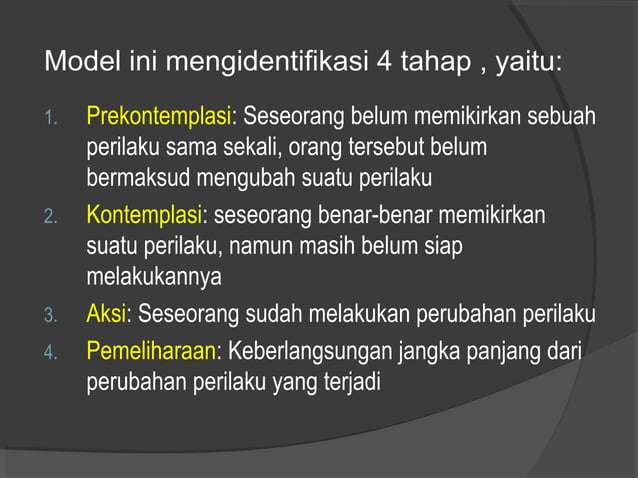 Model ini mengidentifikasi 4 tahap , yaitu:
1. Prekontemplasi: Seseorang belum memikirkan sebuah
perilaku sama sekali, orang tersebut belum
bermaksud mengubah suatu perilaku
2. Kontemplasi: seseorang benar-benar memikirkan
suatu perilaku, namun masih belum siap
melakukannya
3. Aksi: Seseorang sudah melakukan perubahan perilaku
4. Pemeliharaan: Keberlangsungan jangka panjang dari
perubahan perilaku yang terjadi